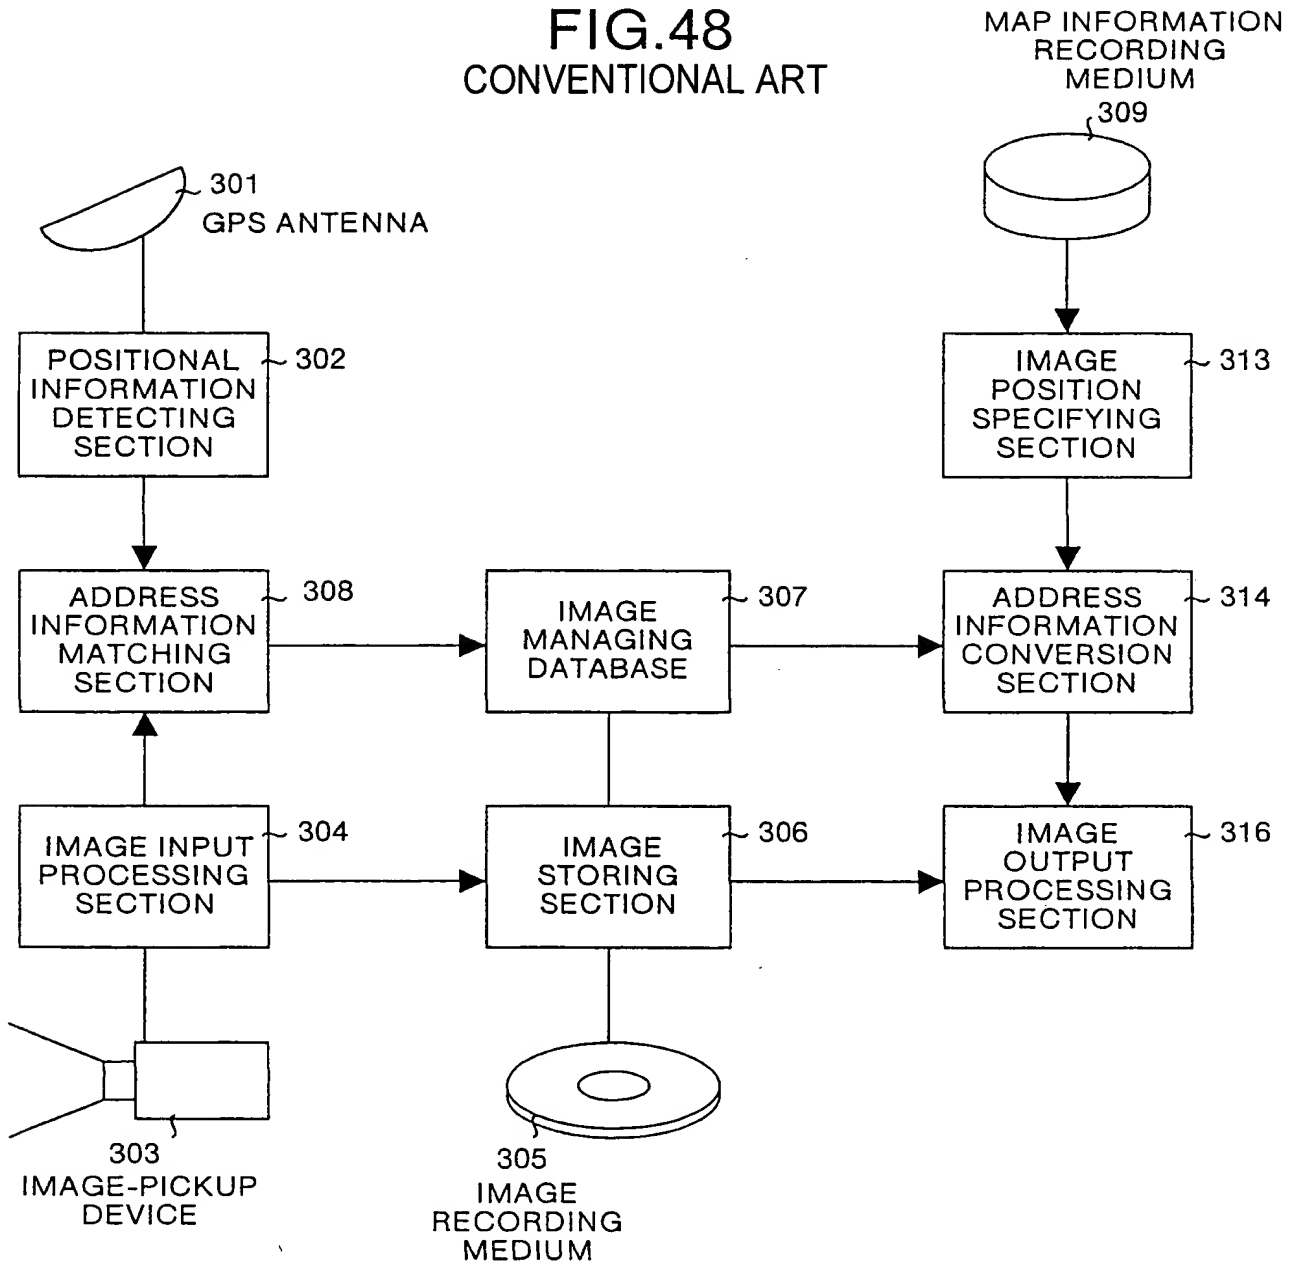 FIG.48
CONVENTIONAL ART
MAP INFORMATION
RECORDING
MEDIUM
309
301
GPS ANTENNA
POSITIONAL
INFORMATION
DETECTING
SECTION
302
IMAGE
POSITION
SPECIFYING
SECTION
313
ADDRESS
INFORMATION
MATCHING
SECTION
308
IMAGE
MANAGING
DATABASE
307
ADDRESS
INFORMATION
CONVERSION
SECTION
314
IMAGE INPUT
PROCESSING
SECTION
304
IMAGE
STORING
SECTION
306
IMAGE
OUTPUT
PROCESSING
SECTION
316
303
IMAGE-PICKUP
DEVICE
305
IMAGE
RECORDING
MEDIUM